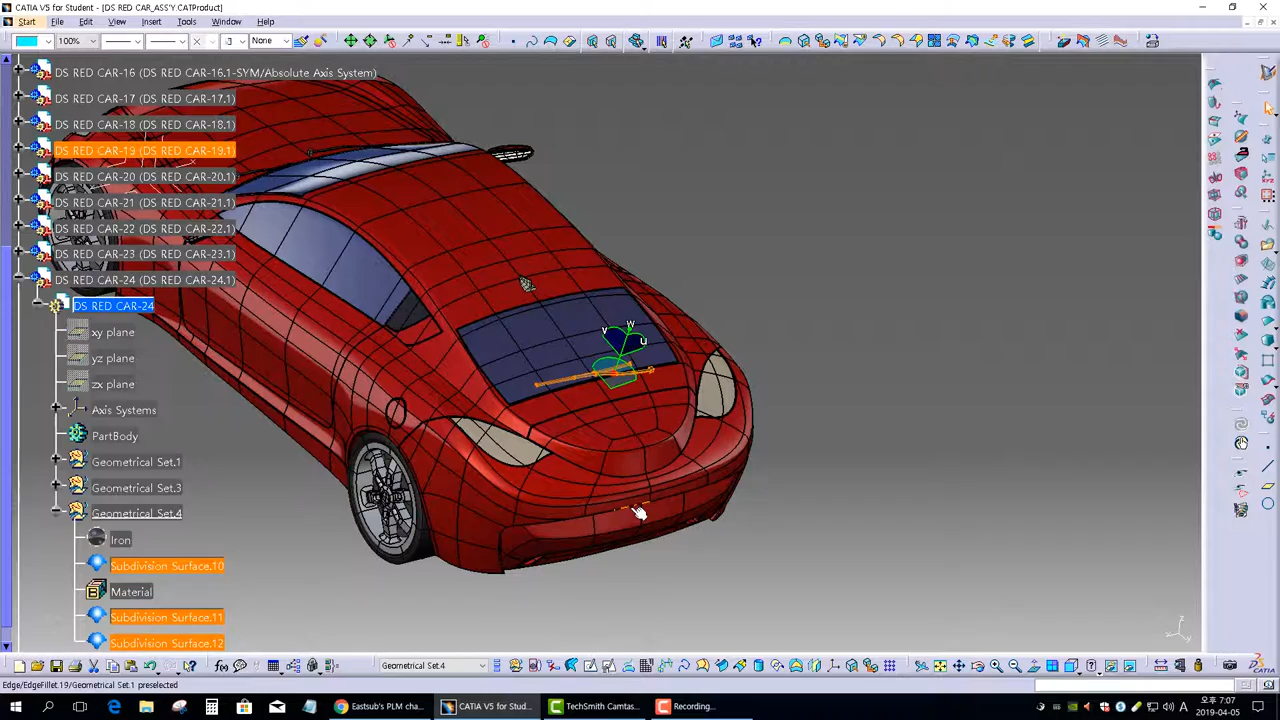 CATIA V5 for Student - [DS RED CAR_ASS'Y.CATProduct]
Start Edit View Insert Tools Window Help
100% 3 None
DS RED CAR-16 (DS RED CAR-16.1-SYM/Absolute Axis System)
DS RED CAR-17 (DS RED CAR-17.1)
DS RED CAR-18 (DS RED CAR-18.1)
DS RED CAR-19 (DS RED CAR-19.1)
DS RED CAR-20 (DS RED CAR-20.1)
DS RED CAR-21 (DS RED CAR-21.1)
DS RED CAR-22 (DS RED CAR-22.1)
DS RED CAR-23 (DS RED CAR-23.1)
DS RED CAR-24 (DS RED CAR-24.1)
DS RED CAR-24
xy plane
yz plane
zx plane
Axis Systems
PartBody
Geometrical Set.1
Geometrical Set.3
Geometrical Set.4
Iron
Subdivision Surface.10
Material
Subdivision Surface.11
Subdivision Surface.12
w
v
u
Geometrical Set.4
CATIA
Edge/EdgeFillet.19/Geometrical Set.1 preselected
Eastsub's PLM cha...
CATIA V5 for Stud...
TechSmith Camtas...
Recording...
A
오후 7:07
2019-04-05